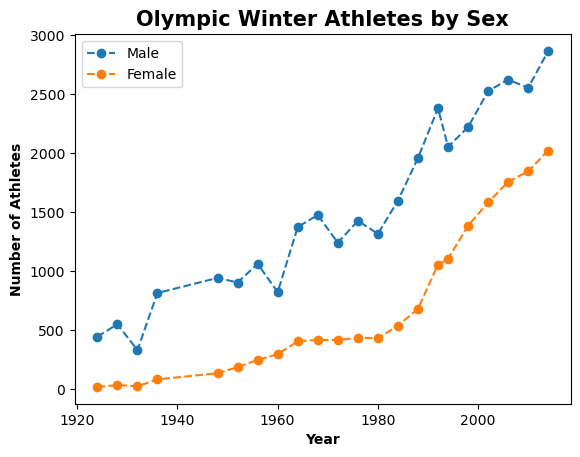 Olympic Winter Athletes by Sex
Male
Female
Number of Athletes
3000
2500
2000
1500
1000
500
0
1920
1940
1960
1980
2000
Year